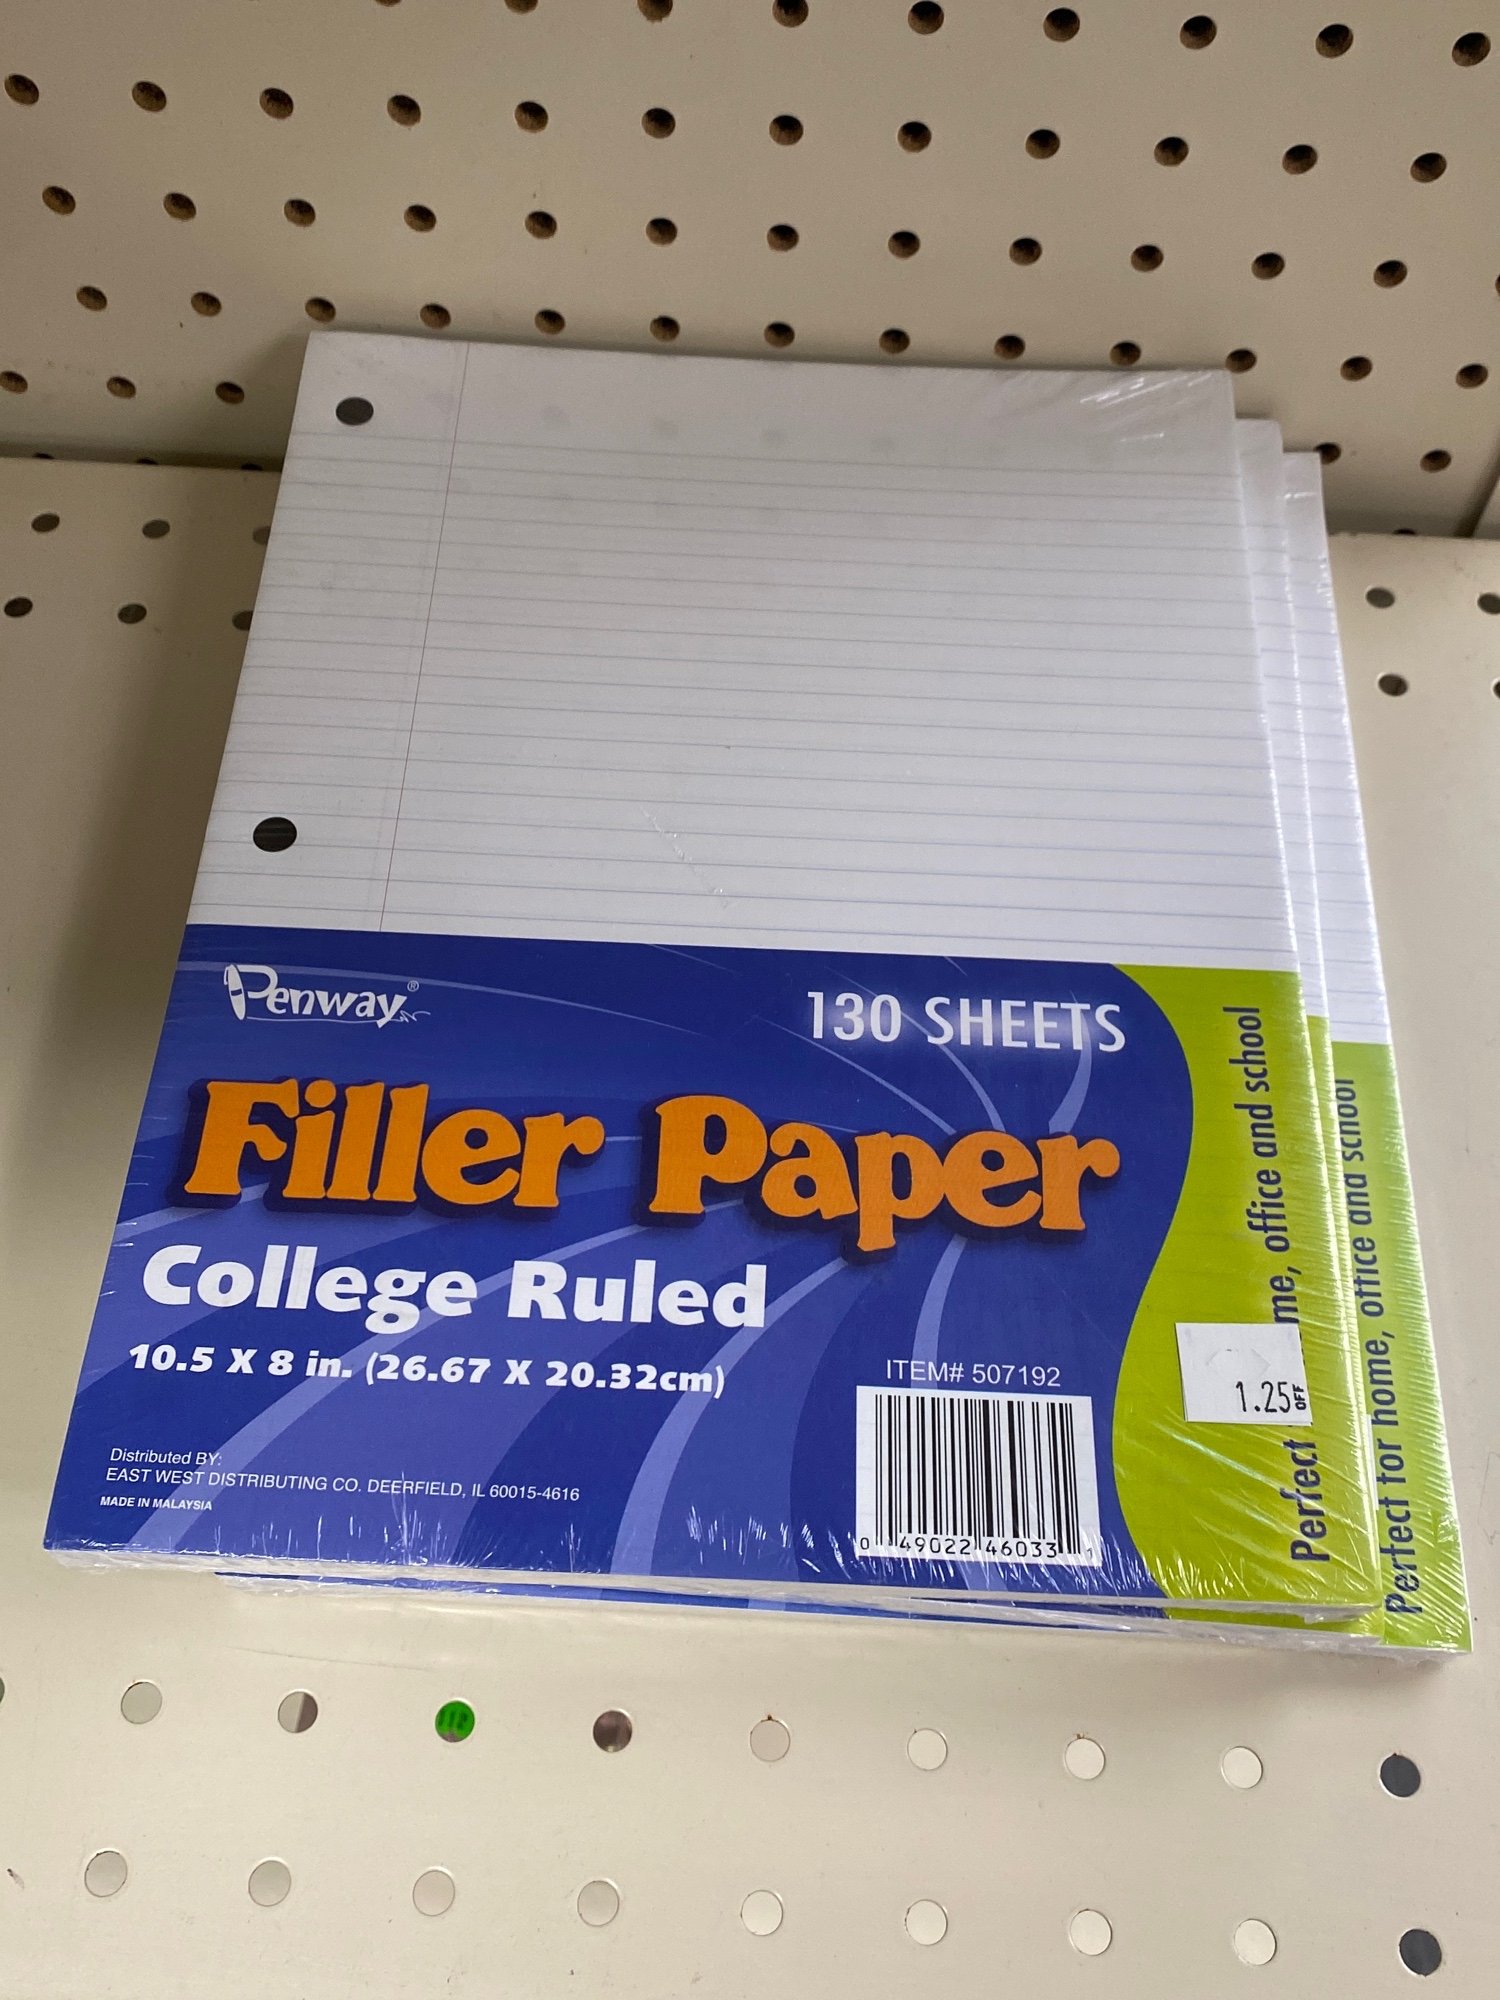 Penway®
130 SHEETS
Filler Paper
College Ruled
10.5 X 8 in. (26.67 X 20.32cm)
ITEM# 507192
Distributed BY:
EAST WEST DISTRIBUTING CO. DEERFIELD, IL 60015-4616
MADE IN MALAYSIA
0 49022 46033 1
Perfect me, office and school
1.25 OFF
Perfect for home, office and school